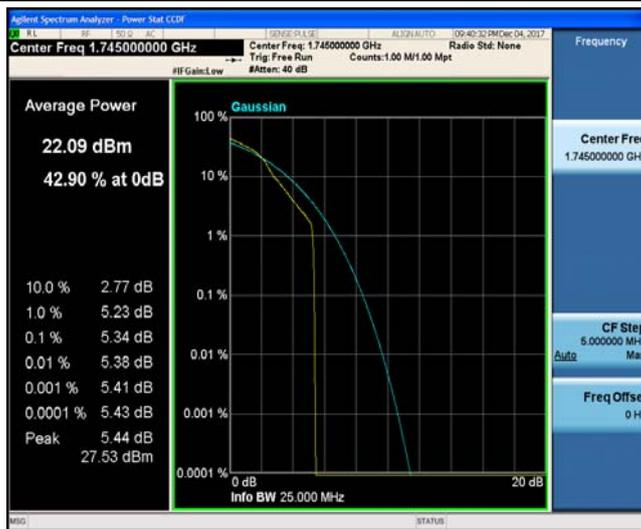 Agilent Spectrum Analyzer - Power Stat CCDF
RL RF 50 Ω AC SENSE:PULSE ALIGN AUTO 09:40:32 PM Dec 04, 2017
Center Freq 1.745000000 GHz
Center Freq: 1.745000000 GHz Radio Std: None
Trig: Free Run Counts:1.00 M/1.00 Mpt
#IFGain:Low #Atten: 40 dB
Frequency
Average Power
22.09 dBm
42.90 % at 0dB
10.0 % 2.77 dB
1.0 % 5.23 dB
0.1 % 5.34 dB
0.01 % 5.38 dB
0.001 % 5.41 dB
0.0001 % 5.43 dB
Peak 5.44 dB
27.53 dBm
Gaussian
100 %
10 %
1 %
0.1 %
0.01 %
0.001 %
0.0001 %
0 dB 20 dB
Info BW 25.000 MHz
Center Fre
1.745000000 GH
CF Step
5.000000 MH
Auto Ma
Freq Offse
0 H
MSG STATUS